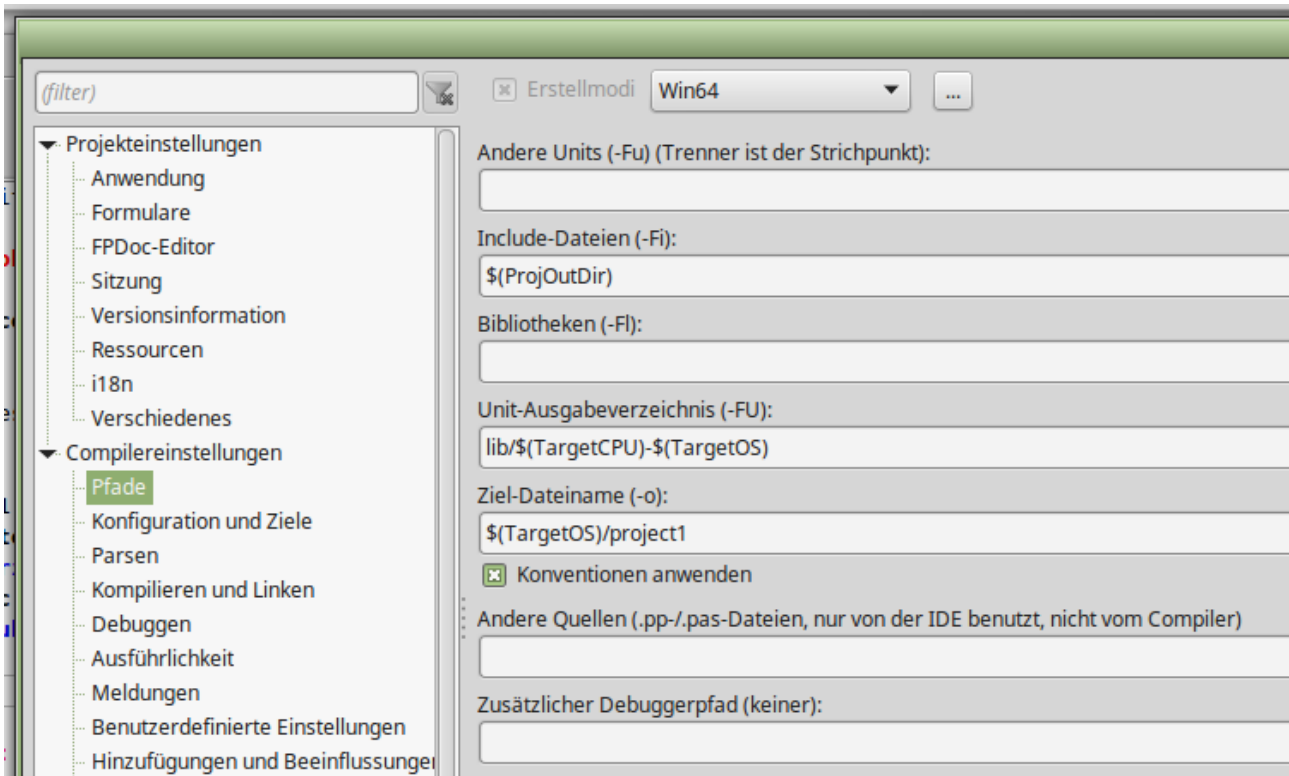 (filter)
Erstellmodi Win64 ...
Projekteinstellungen
Anwendung
Formulare
FPDoc-Editor
Sitzung
Versionsinformation
Ressourcen
i18n
Verschiedenes
Compilereinstellungen
Pfade
Konfiguration und Ziele
Parsen
Kompilieren und Linken
Debuggen
Ausführlichkeit
Meldungen
Benutzerdefinierte Einstellungen
Hinzufügungen und
Andere Units (-Fu) (Trenner ist der Strichpunkt):
Include-Dateien (-Fi):
$(ProjOutDir)
Bibliotheken (-Fl):
Unit-Ausgabeverzeichnis (-FU):
lib/$(TargetCPU)-$(TargetOS)
Ziel-Dateiname (-o):
$(TargetOS)/project1
Konventionen anwenden
Andere Quellen (.pp-/.pas-Dateien, nur von der IDE benutzt, nicht vom Compiler)
Zusätzlicher Debuggerpfad (keiner):